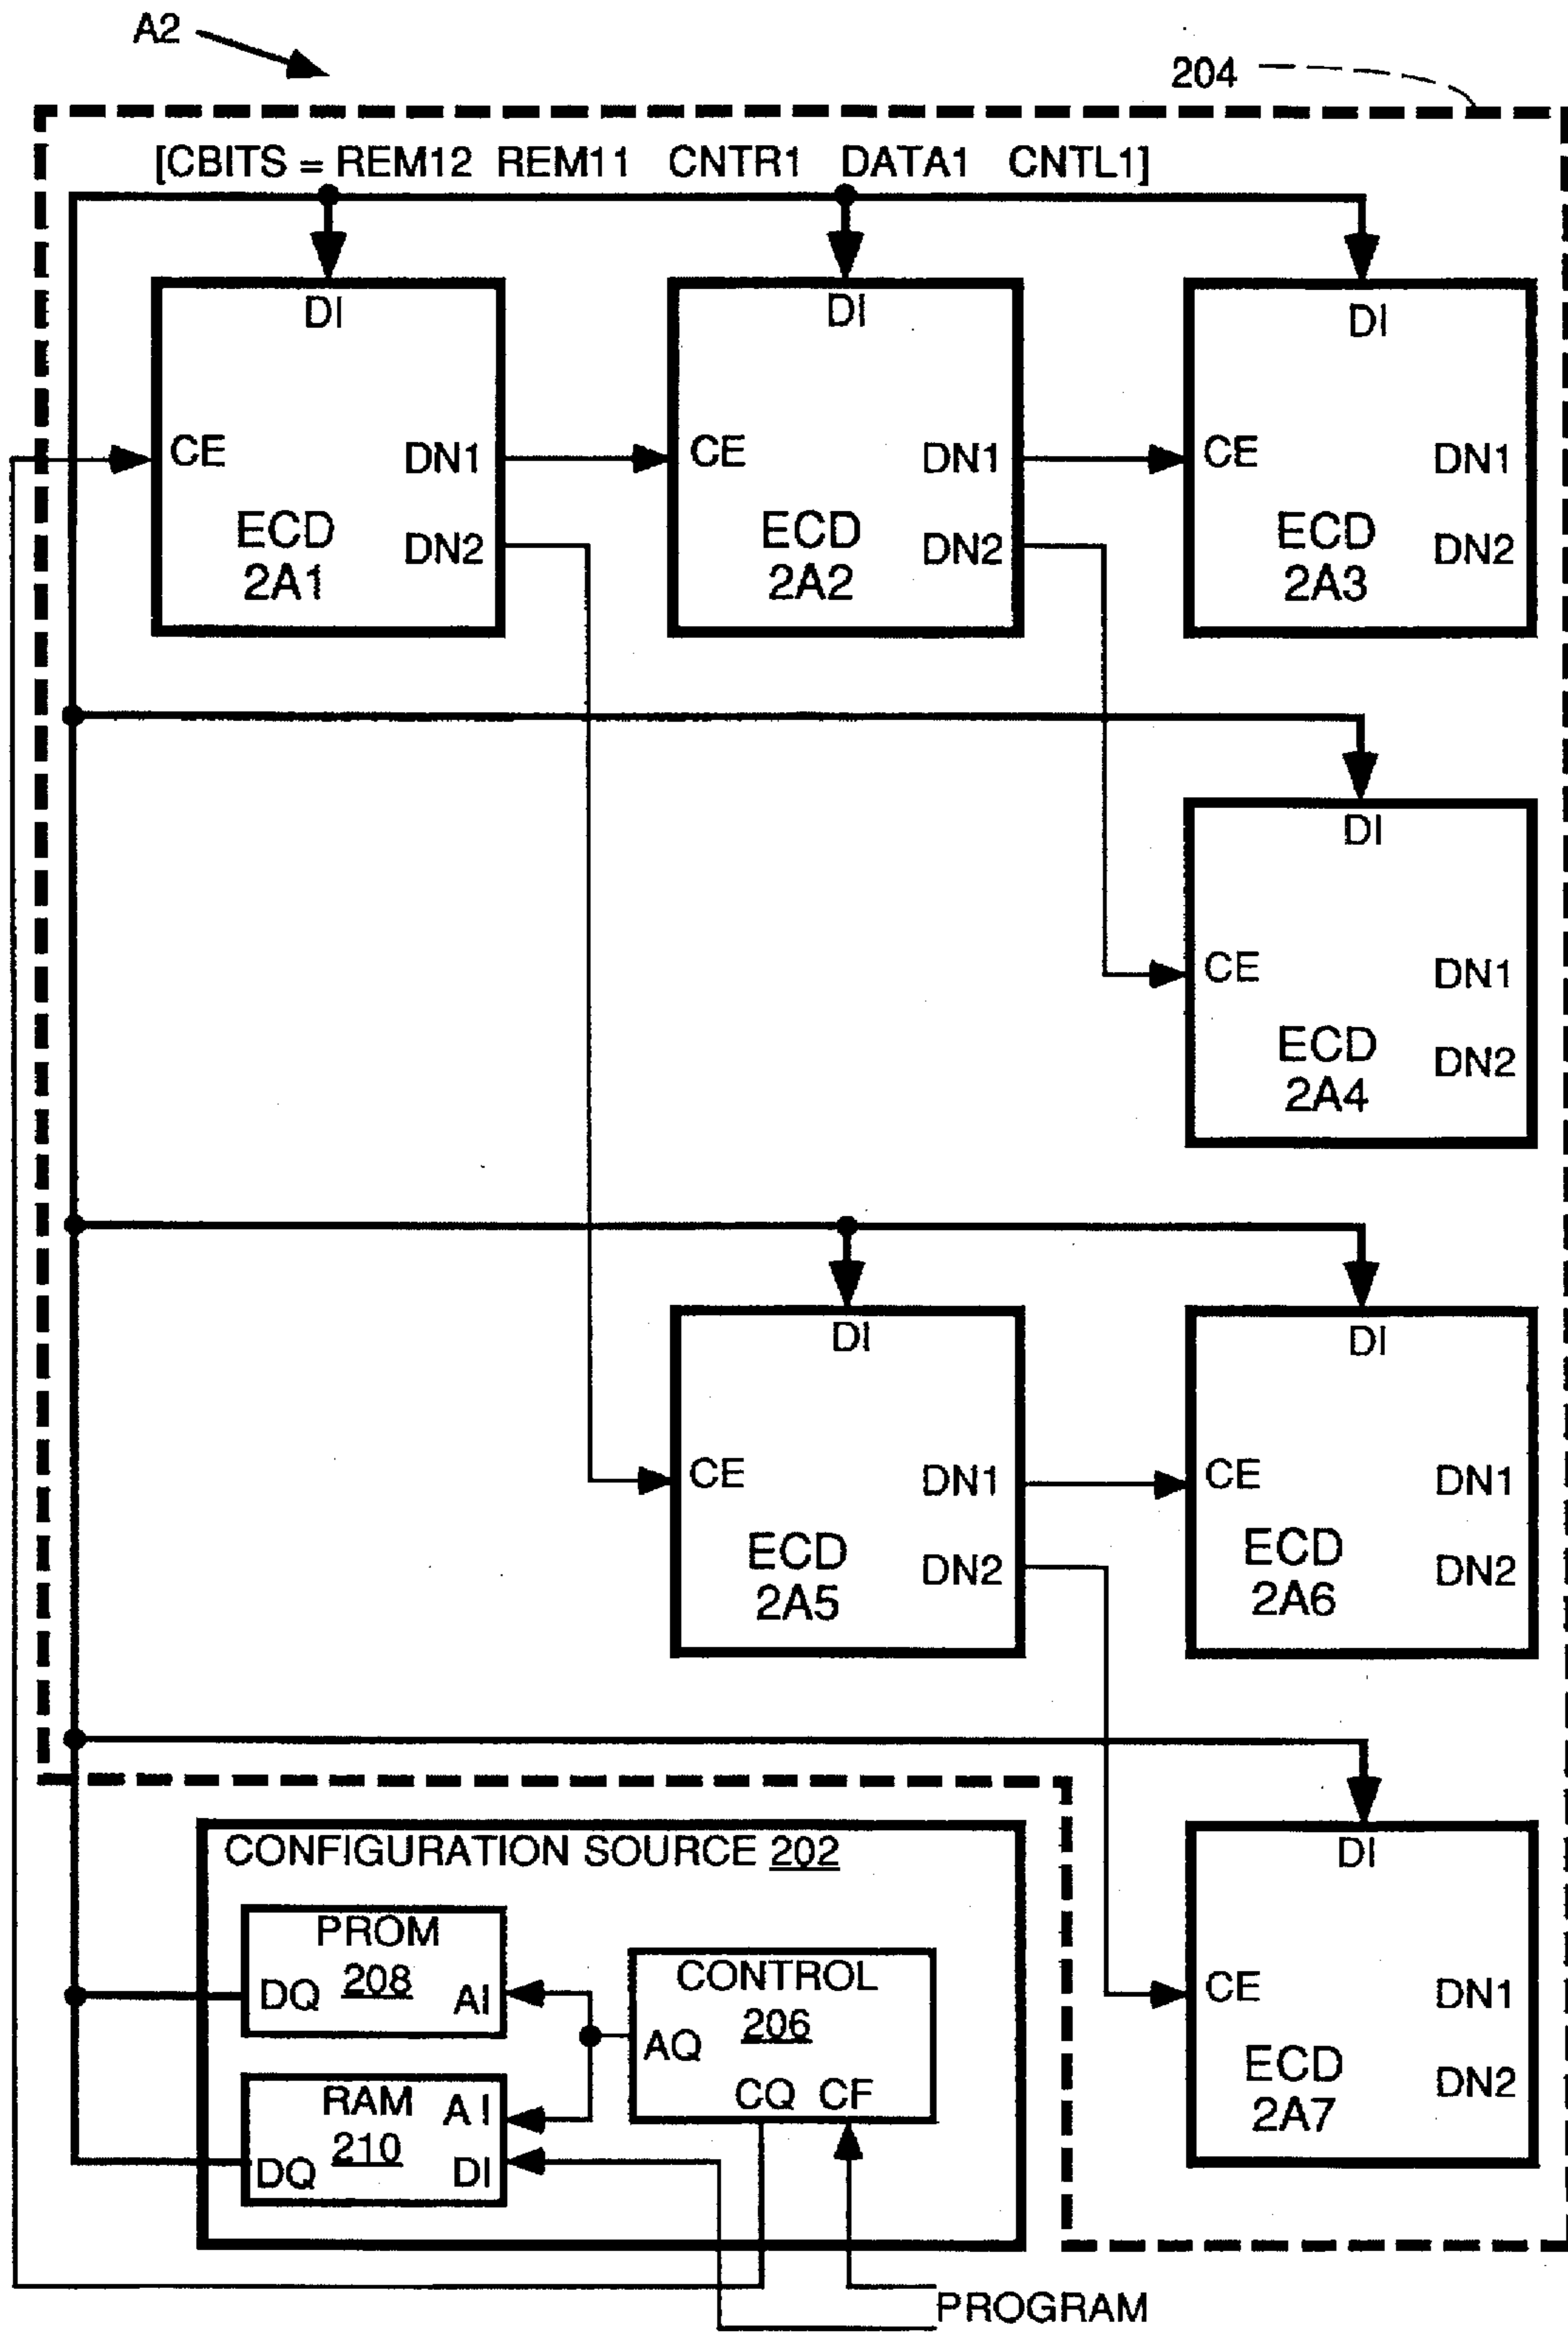 A2
204
[CBITS = REM12 REM11 CNTR1 DATA1 CNTL1]
DI
DI
DI
CE
DN1
CE
DN1
CE
DN1
ECD
2A1
DN2
ECD
2A2
DN2
ECD
2A3
DN2
DI
CE
DN1
ECD
2A4
DN2
DI
DI
CE
DN1
CE
DN1
ECD
2A5
DN2
ECD
2A6
DN2
CONFIGURATION SOURCE 202
DI
PROM
208
DQ
AI
CONTROL
206
AQ
CQ CF
CE
DN1
ECD
2A7
DN2
RAM
210
A I
DQ
DI
PROGRAM